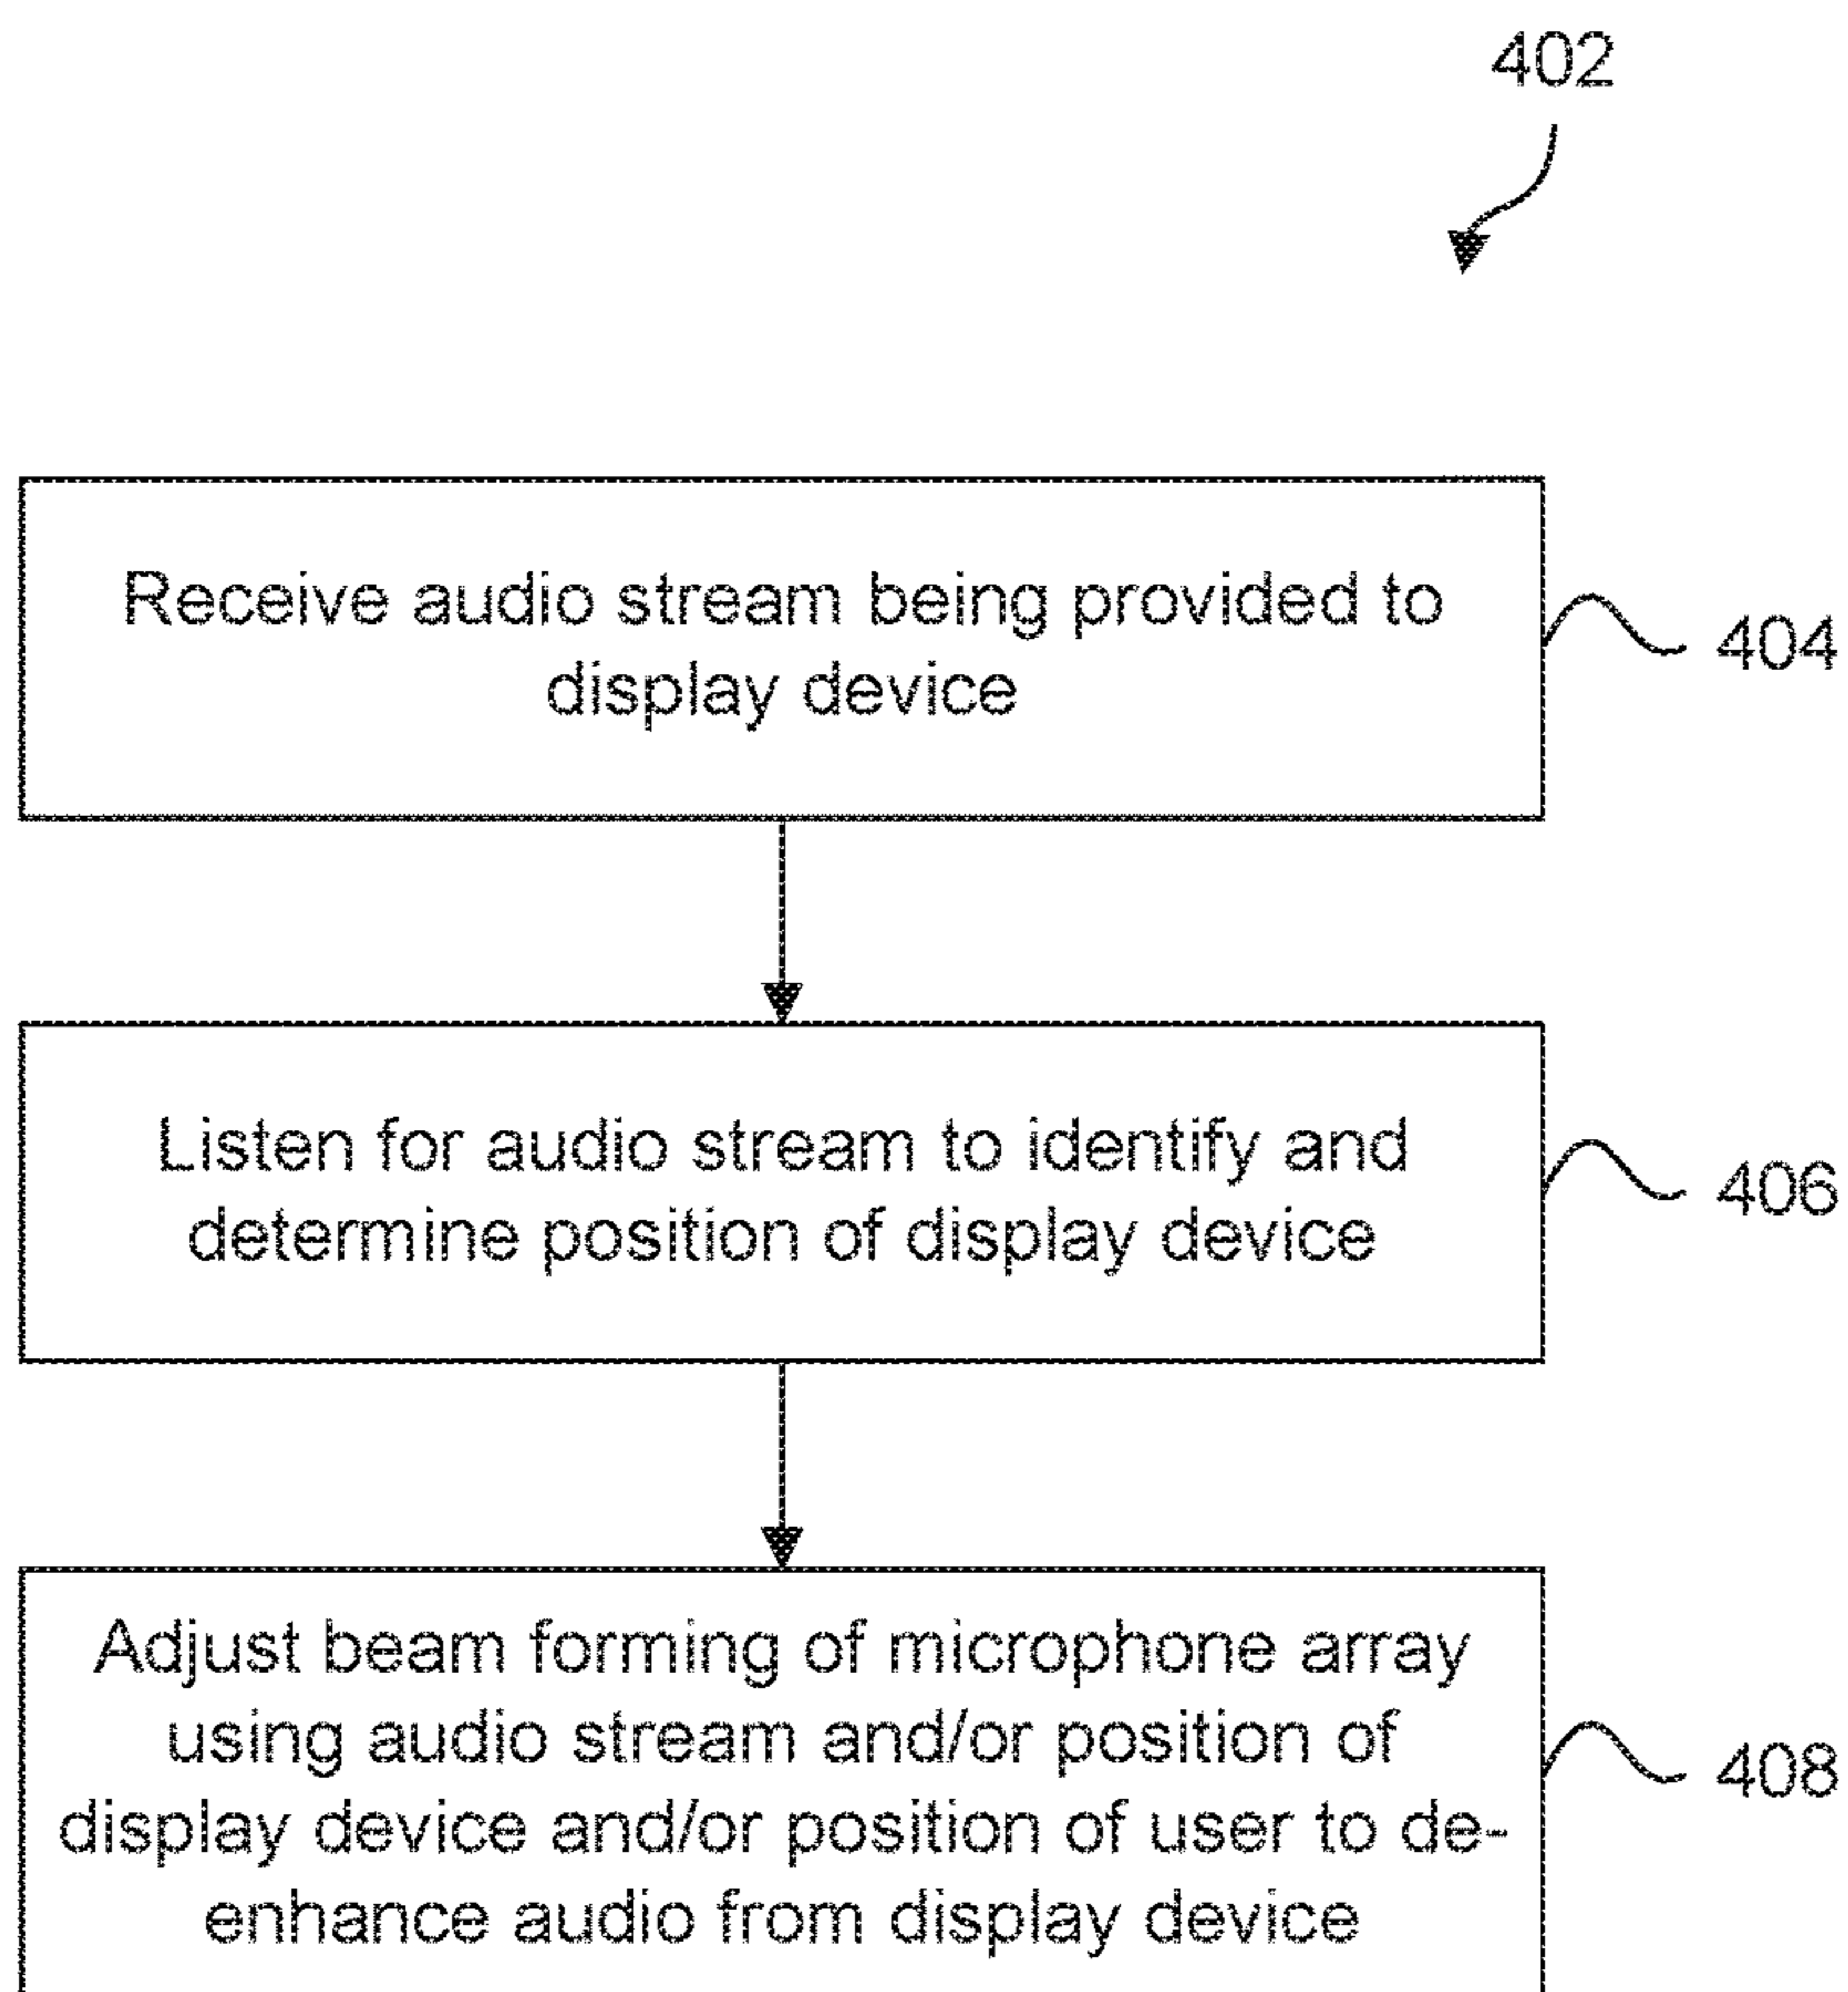 402
Receive audio stream being provided to
display device
404
Listen for audio stream to identify and
determine position of display device
406
Adjust beam forming of microphone array
using audio stream and/or position of
display device and/or position of user to de-
enhance audio from display device
408